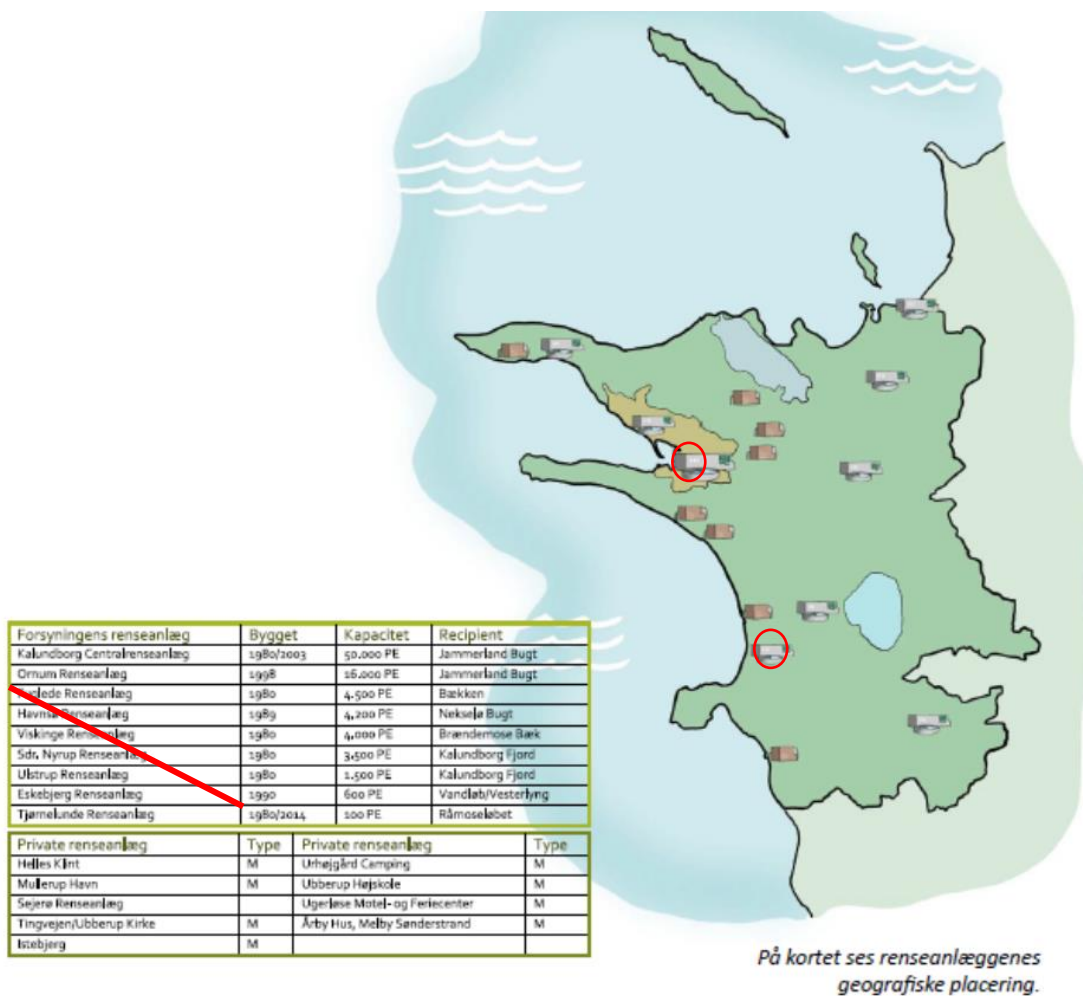 Forsyningens renseanlæg Bygget Kapacitet Recipient
Kalundborg Centralrenseanlæg 1980/2003 50.000 PE Jammerland Bugt
Ornum Renseanlæg 1998 16.000 PE Jammerland Bugt
Renseanlæg 1980 4.500 PE Bækken
Havnsø Renseanlæg 1989 4,200 PE Nekselø Bugt
Viskinge Renseanlæg 1980 4,000 PE Brændemose Bæk
Sdr. Nyrup Renseanlæg 1980 3,500 PE Kalundborg Fjord
Ulstrup Renseanlæg 1980 1.500 PE Kalundborg Fjord
Eskebjerg Renseanlæg 1990 600 PE Vandløb/Vesterlyng
Tjørnelunde Renseanlæg 1980/2014 100 PE Råmoseløbet
Private renseanlæg Type Private renseanlæg Type
Helles Klint M Urhøjgård Camping M
Mullerup Havn M Ubberup Højskole M
Sejerø Renseanlæg Ugerløse Motel- og Feriecenter M
Tingvejen/Ubberup Kirke M Årby Hus, Melby Sønderstrand M
Istebjerg M
På kortet ses renseanlæggenes
geografiske placering.